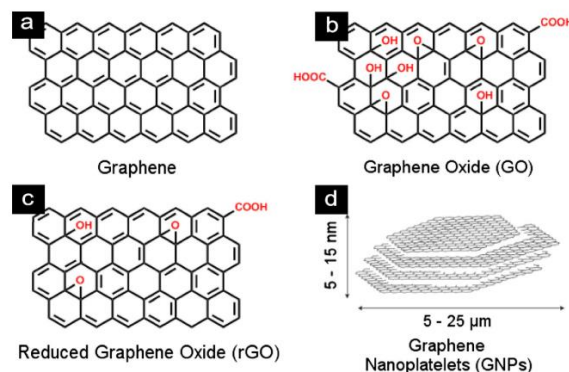 a
Graphene
b
COOH
OH
O
O
OH
OH
HOOC
O
OH
Graphene Oxide (GO)
c
COOH
OH
O
O
Reduced Graphene Oxide (rGO)
d
5 - 15 nm
5 - 25 µm
Graphene
Nanoplatelets (GNPs)